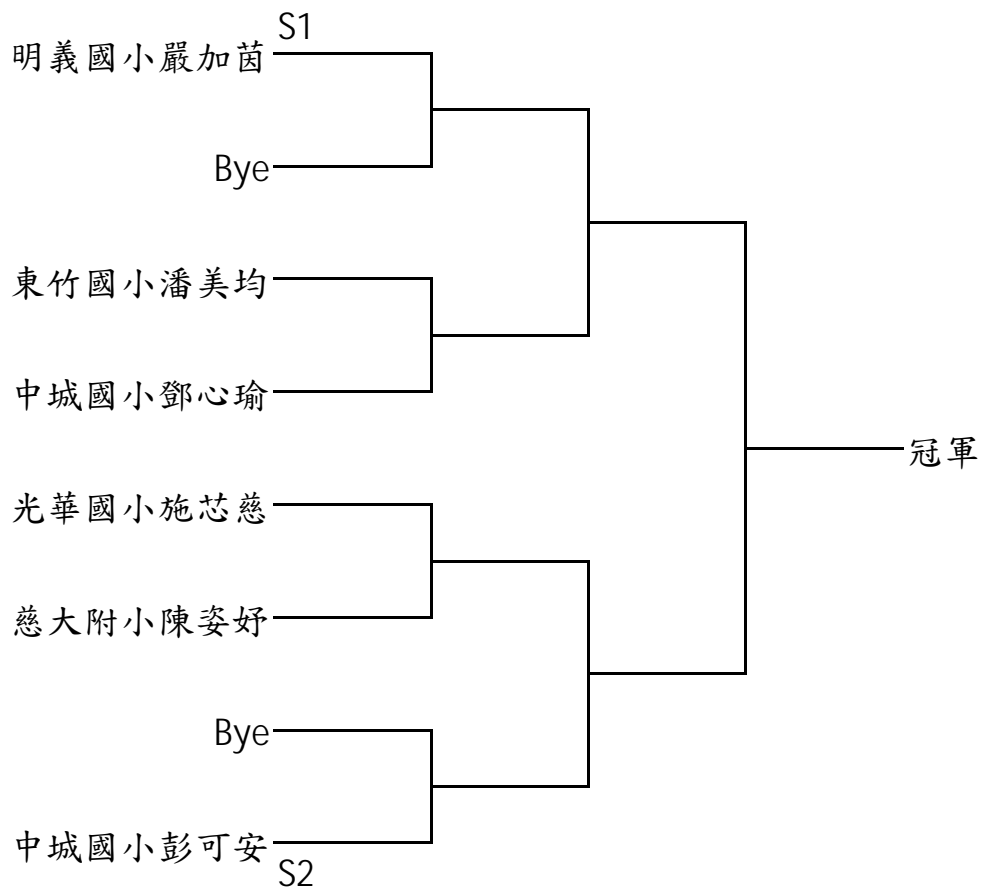 S1
明義國小嚴加茵
Bye
東竹國小潘美均
中城國小鄧心瑜
冠軍
光華國小施芯慈
慈大附小陳姿妤
Bye
中城國小彭可安
S2